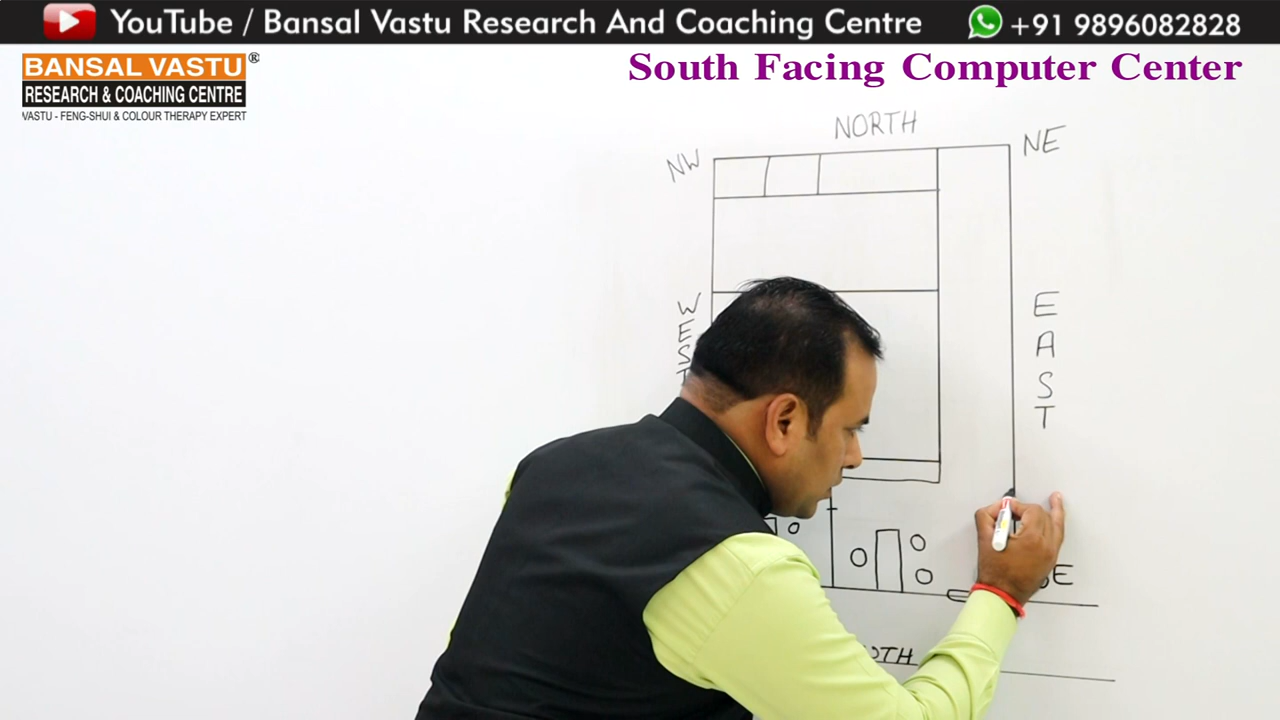 YouTube / Bansal Vastu Research And Coaching Centre
+91 9896082828
BANSAL VASTU®
RESEARCH & COACHING CENTRE
VASTU - FENG-SHUI & COLOUR THERAPY EXPERT
South Facing Computer Center
NORTH
NW
NE
WEST
EAST